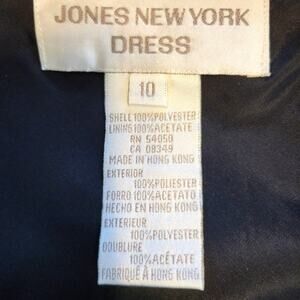 JONES NEW YORK
DRESS
10
SHELL 100%POLYESTER
LINING 100%ACETATE
RN 54050
CA 08349
MADE IN HONG KONG
EXTERIOR
100%POLIESTER
FORRO 100%ACETATO
HECHO EN HONG KONG
EXTERIEUR
100%POLYESTER
DOUBLURE
100%ACÉTATE
FABRIQUÉ À HONG KONG